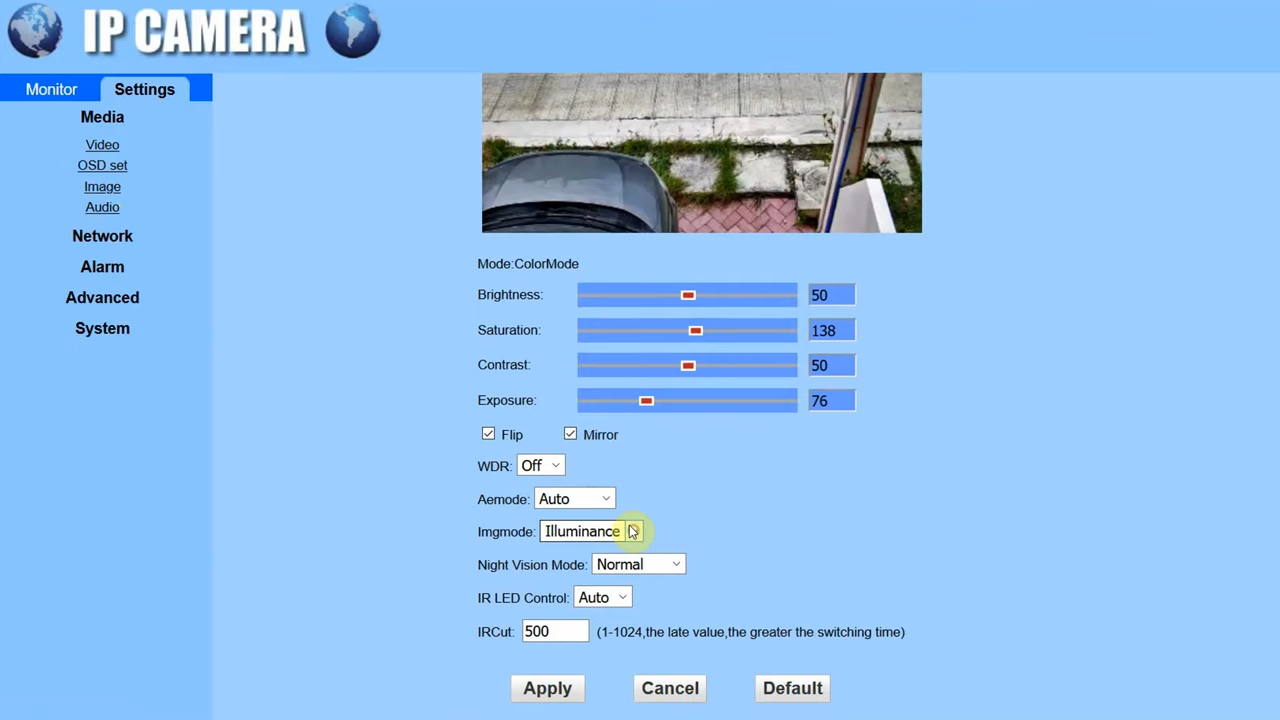 IP CAMERA
Monitor
Settings
Media
Video
OSD set
Image
Audio
Network
Alarm
Advanced
System
Mode:ColorMode
Brightness: 50
Saturation: 138
Contrast: 50
Exposure: 76
Flip Mirror
WDR: Off
Aemode: Auto
Imgmode: Illuminance
Night Vision Mode: Normal
IR LED Control: Auto
IRCut: 500 (1-1024,the late value,the greater the switching time)
Apply Cancel Default